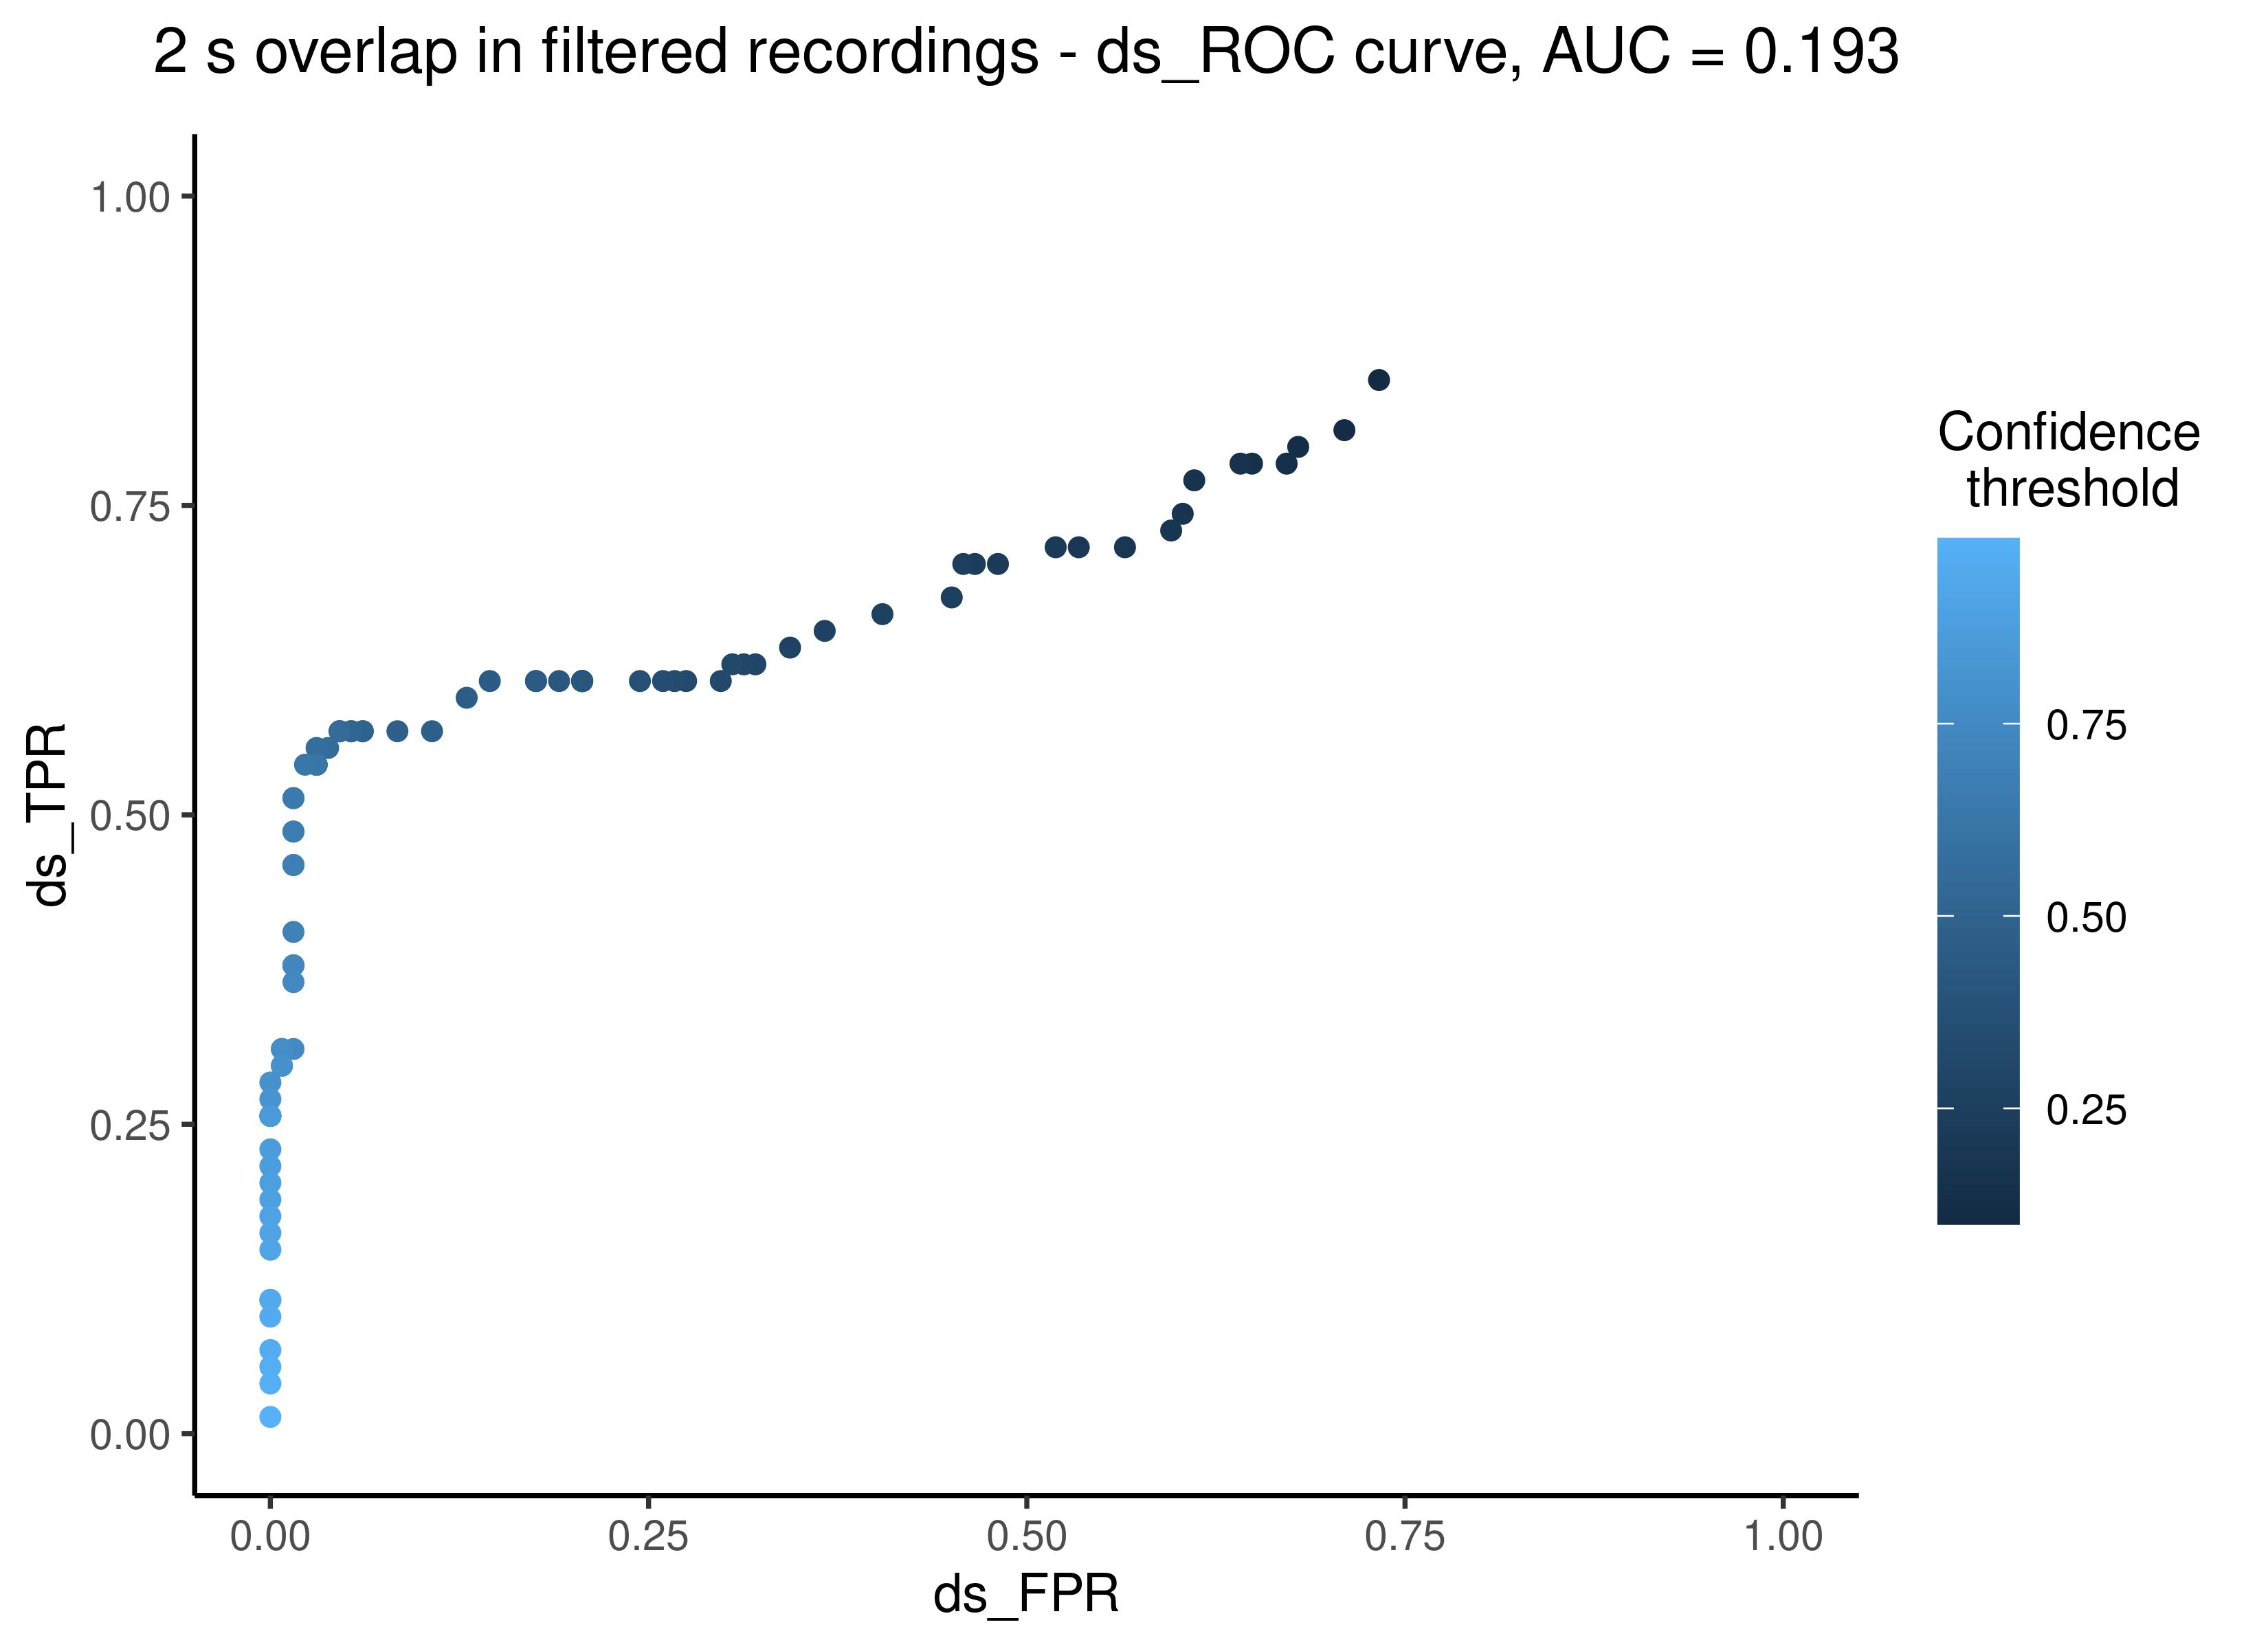 2 s overlap in filtered recordings - ds_ROC curve, AUC = 0.193
1.00
0.75
0.50
0.25
0.00
ds_TPR
0.00 0.25 0.50 0.75 1.00
ds_FPR
Confidence
threshold
0.75
0.50
0.25